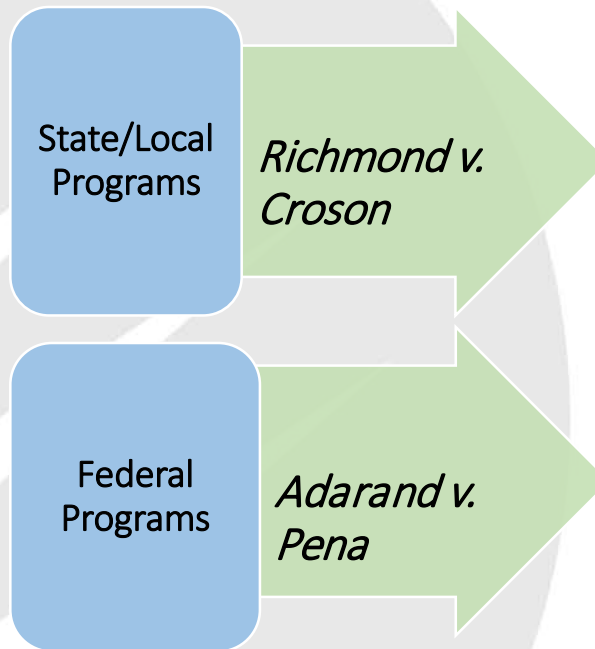 State/Local
Programs
Richmond v.
Croson
Federal
Programs
Adarand v.
Pena